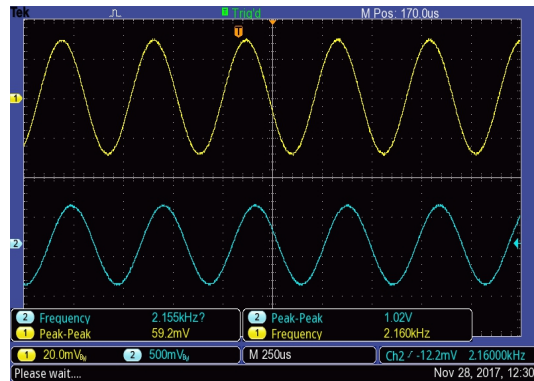 Tek Trig'd M Pos: 170.0us
T
1
2
2 Frequency 2.155kHz? 2 Peak-Peak 1.02V
1 Peak-Peak 59.2mV 1 Frequency 2.160kHz
1 20.0mVBW 2 500mVBW M 250us Ch2 / -12.2mV 2.16000kHz
Please wait.... Nov 28, 2017, 12:30